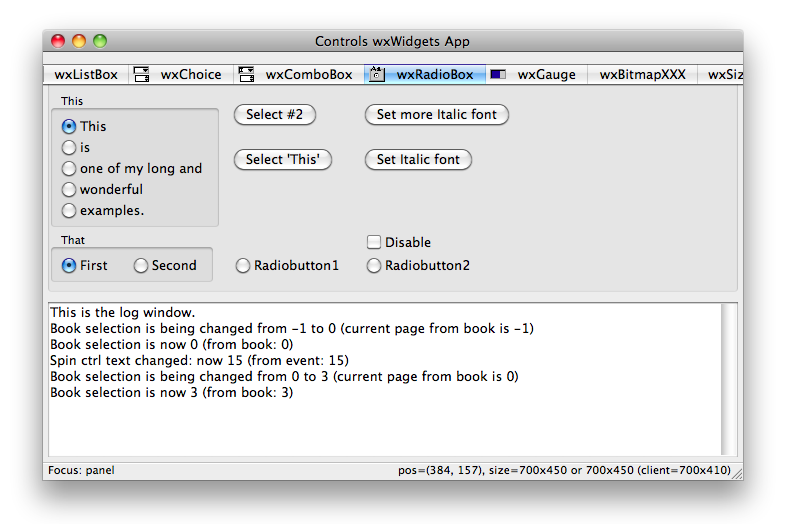 Controls wxWidgets App
wxListBox wxChoice wxComboBox wxRadioBox wxGauge wxBitmapXXX wxSiz
This
This
is
one of my long and
wonderful
examples.
Select #2 Set more Italic font
Select 'This' Set Italic font
That
First Second Radiobutton1
Disable
Radiobutton2
This is the log window.
Book selection is being changed from -1 to 0 (current page from book is -1)
Book selection is now 0 (from book: 0)
Spin ctrl text changed: now 15 (from event: 15)
Book selection is being changed from 0 to 3 (current page from book is 0)
Book selection is now 3 (from book: 3)
Focus: panel pos=(384, 157), size=700x450 or 700x450 (client=700x410)